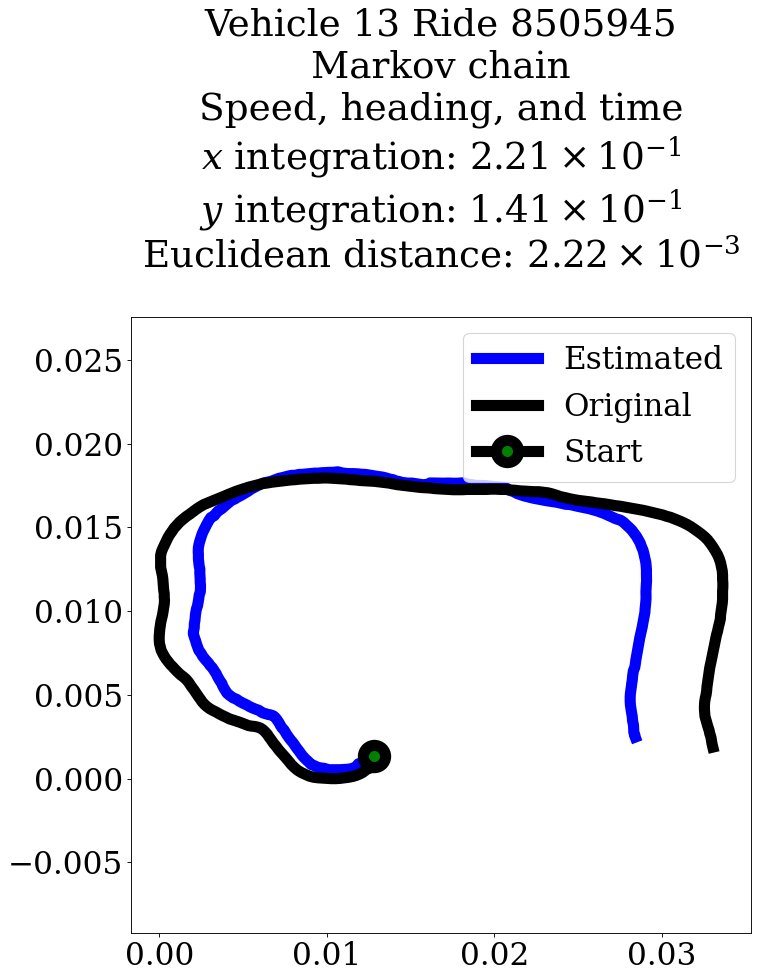 Vehicle 13 Ride 8505945
Markov chain
Speed, heading, and time
x integration: 2.21 × 10⁻¹
y integration: 1.41 × 10⁻¹
Euclidean distance: 2.22 × 10⁻³
Estimated
Original
Start
0.025
0.020
0.015
0.010
0.005
0.000
−0.005
0.00 0.01 0.02 0.03